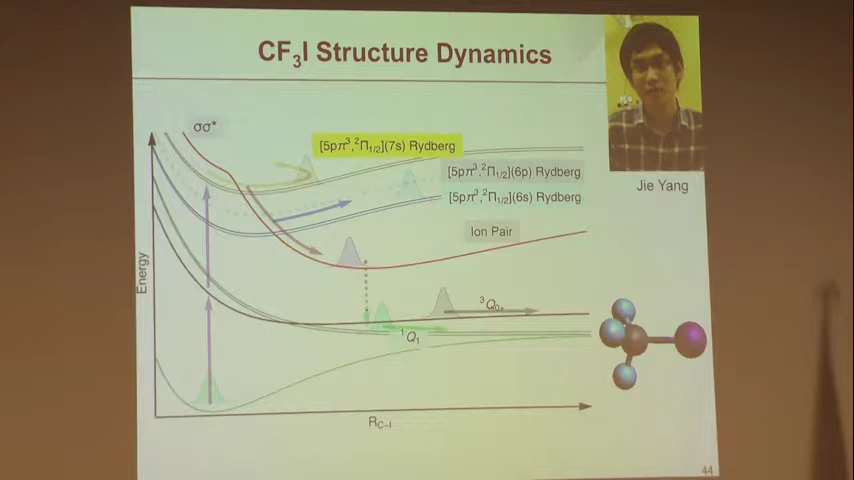 CF₃I Structure Dynamics
σσ*
[5pπ³,²Π₁/₂](7s) Rydberg
[5pπ³,²Π₁/₂](6p) Rydberg
[5pπ³,²Π₁/₂](6s) Rydberg
Jie Yang
Ion Pair
Energy
³Q₀₊
¹Q₁
R_C–I
44